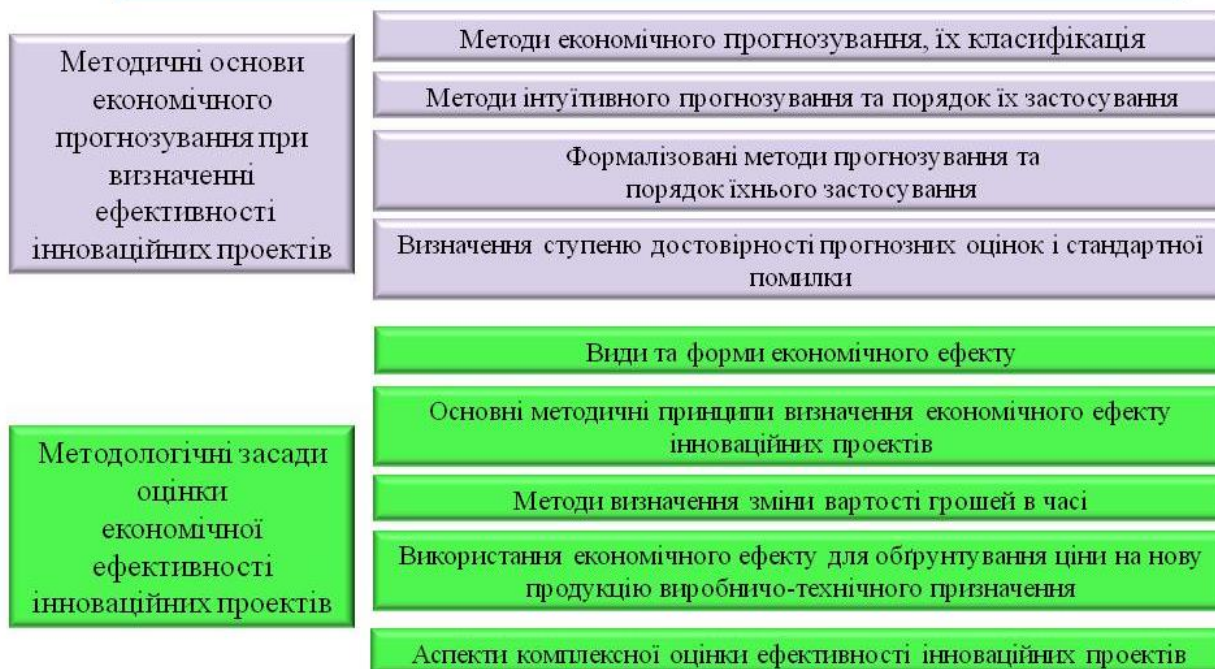 Методичні основи
економічного
прогнозування при
визначенні
ефективності
інноваційних проектів
Методи економічного прогнозування, їх класифікація
Методи інтуїтивного прогнозування та порядок їх застосування
Формалізовані методи прогнозування та
порядок їхнього застосування
Визначення ступеню достовірності прогнозних оцінок і стандартної
помилки
Методологічні засади
оцінки
економічної
ефективності
інноваційних проектів
Види та форми економічного ефекту
Основні методичні принципи визначення економічного ефекту
інноваційних проектів
Методи визначення зміни вартості грошей в часі
Використання економічного ефекту для обґрунтування ціни на нову
продукцію виробничо-технічного призначення
Аспекти комплексної оцінки ефективності інноваційних проектів